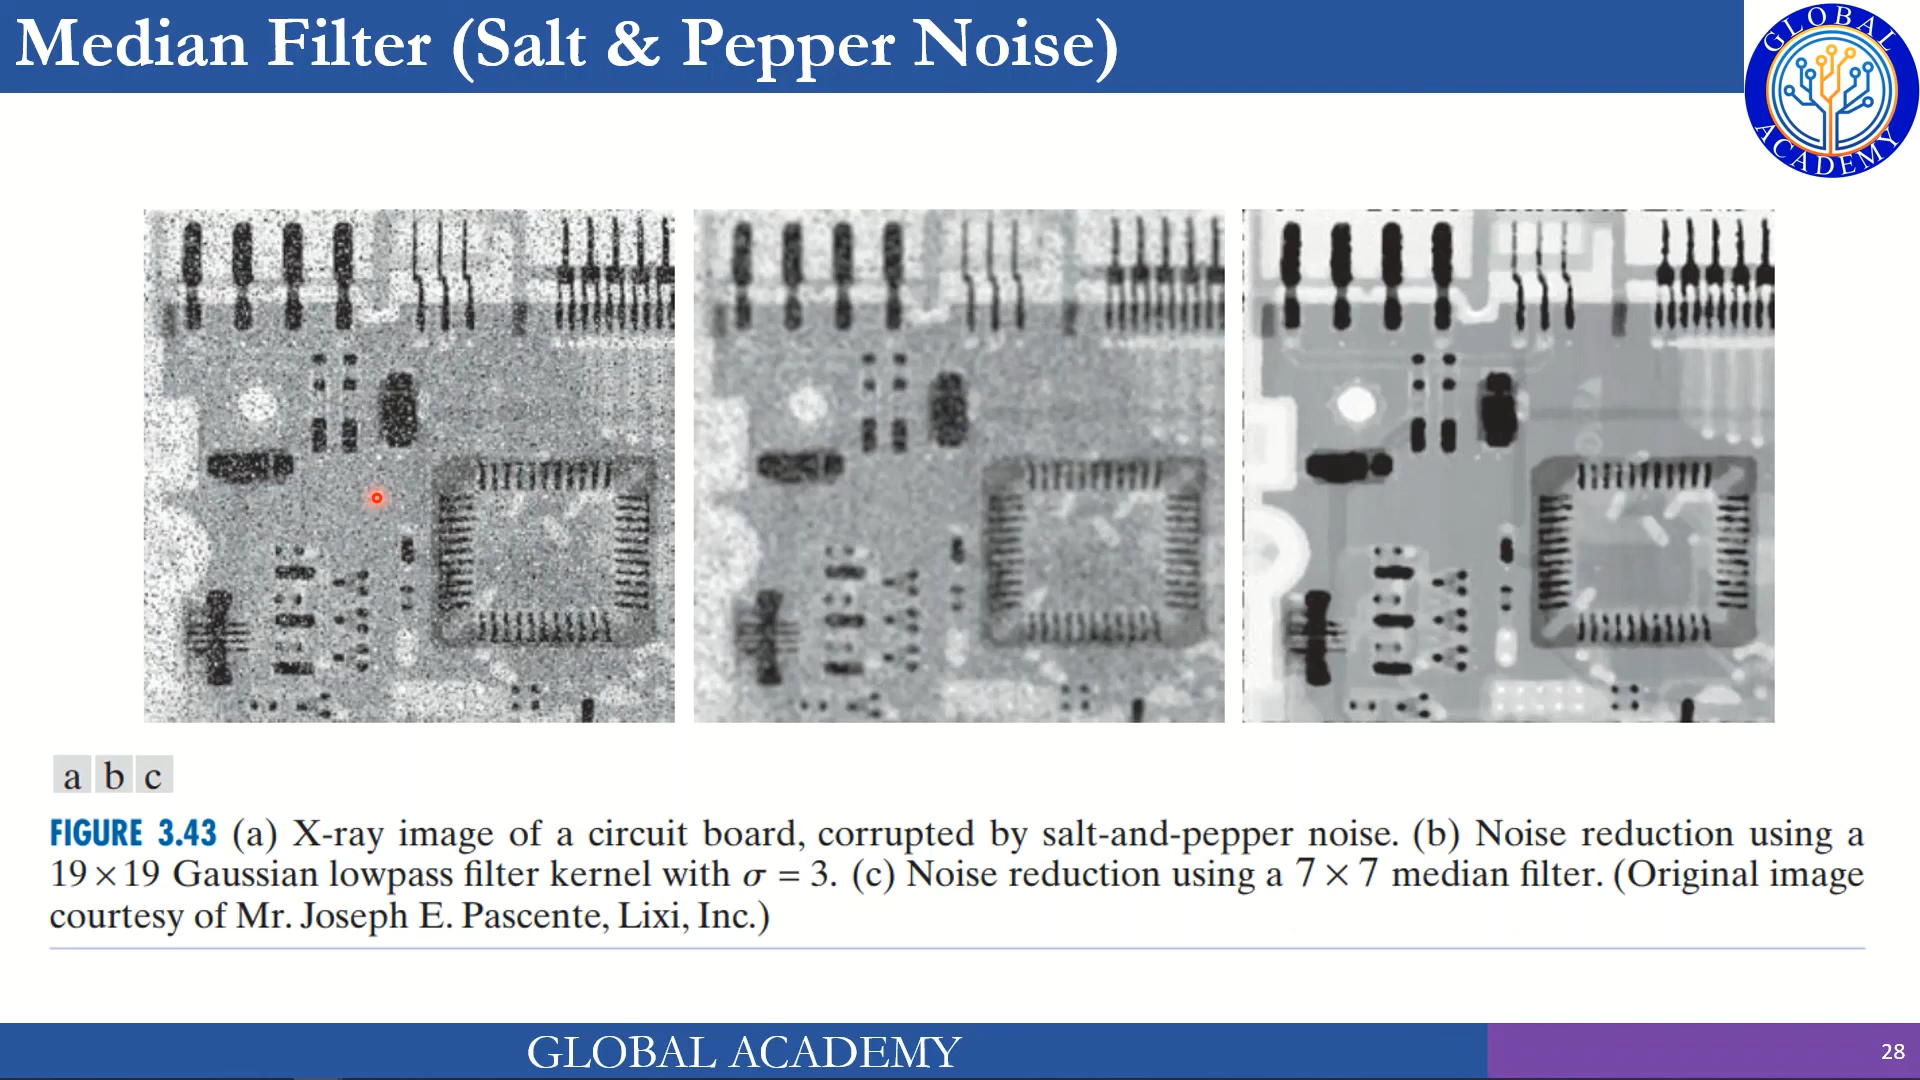 Median Filter (Salt & Pepper Noise)
GLOBAL
ACADEMY
a b c
FIGURE 3.43 (a) X-ray image of a circuit board, corrupted by salt-and-pepper noise. (b) Noise reduction using a
19 × 19 Gaussian lowpass filter kernel with σ = 3. (c) Noise reduction using a 7 × 7 median filter. (Original image
courtesy of Mr. Joseph E. Pascente, Lixi, Inc.)
GLOBAL ACADEMY
28